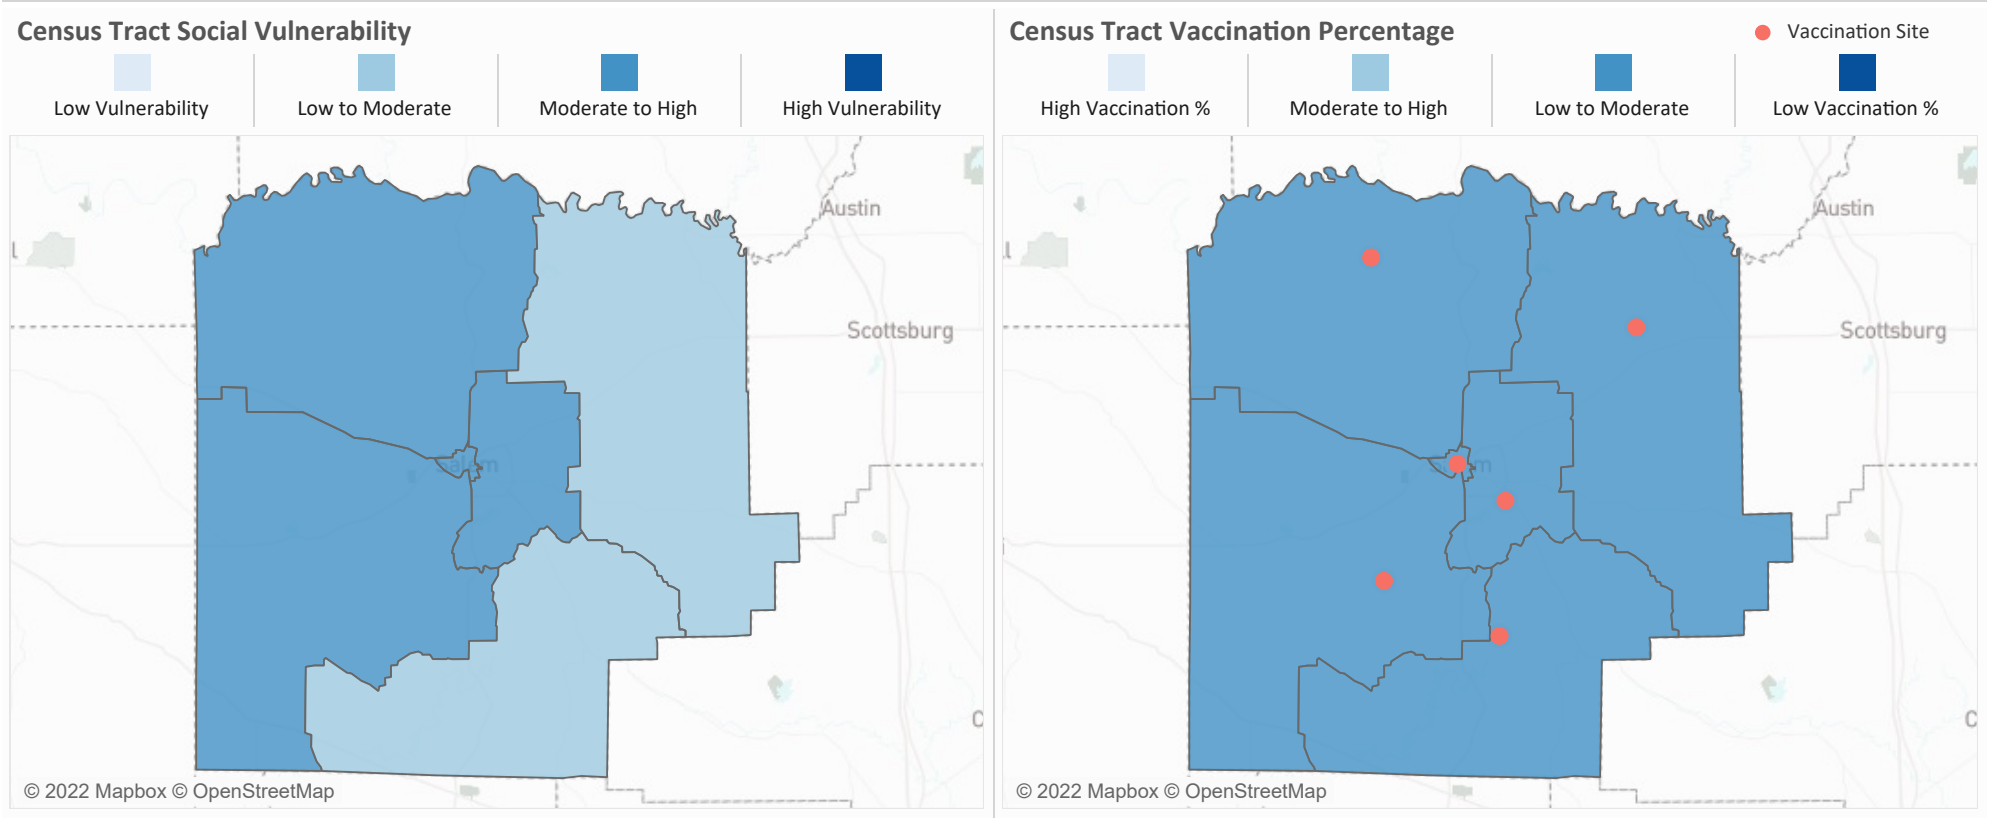 Census Tract Social Vulnerability
Low Vulnerability
Low to Moderate
Moderate to High
High Vulnerability
Austin
Scottsburg
Salem
© 2022 Mapbox © OpenStreetMap
Census Tract Vaccination Percentage
Vaccination Site
High Vaccination %
Moderate to High
Low to Moderate
Low Vaccination %
Austin
Scottsburg
© 2022 Mapbox © OpenStreetMap